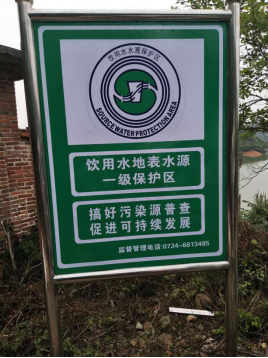 饮用水水源保护区
SOURCE WATER PROTECTION AREA
饮用水地表水源
一级保护区
搞好污染源普查
促进可持续发展
监督管理电话:0734-6813485